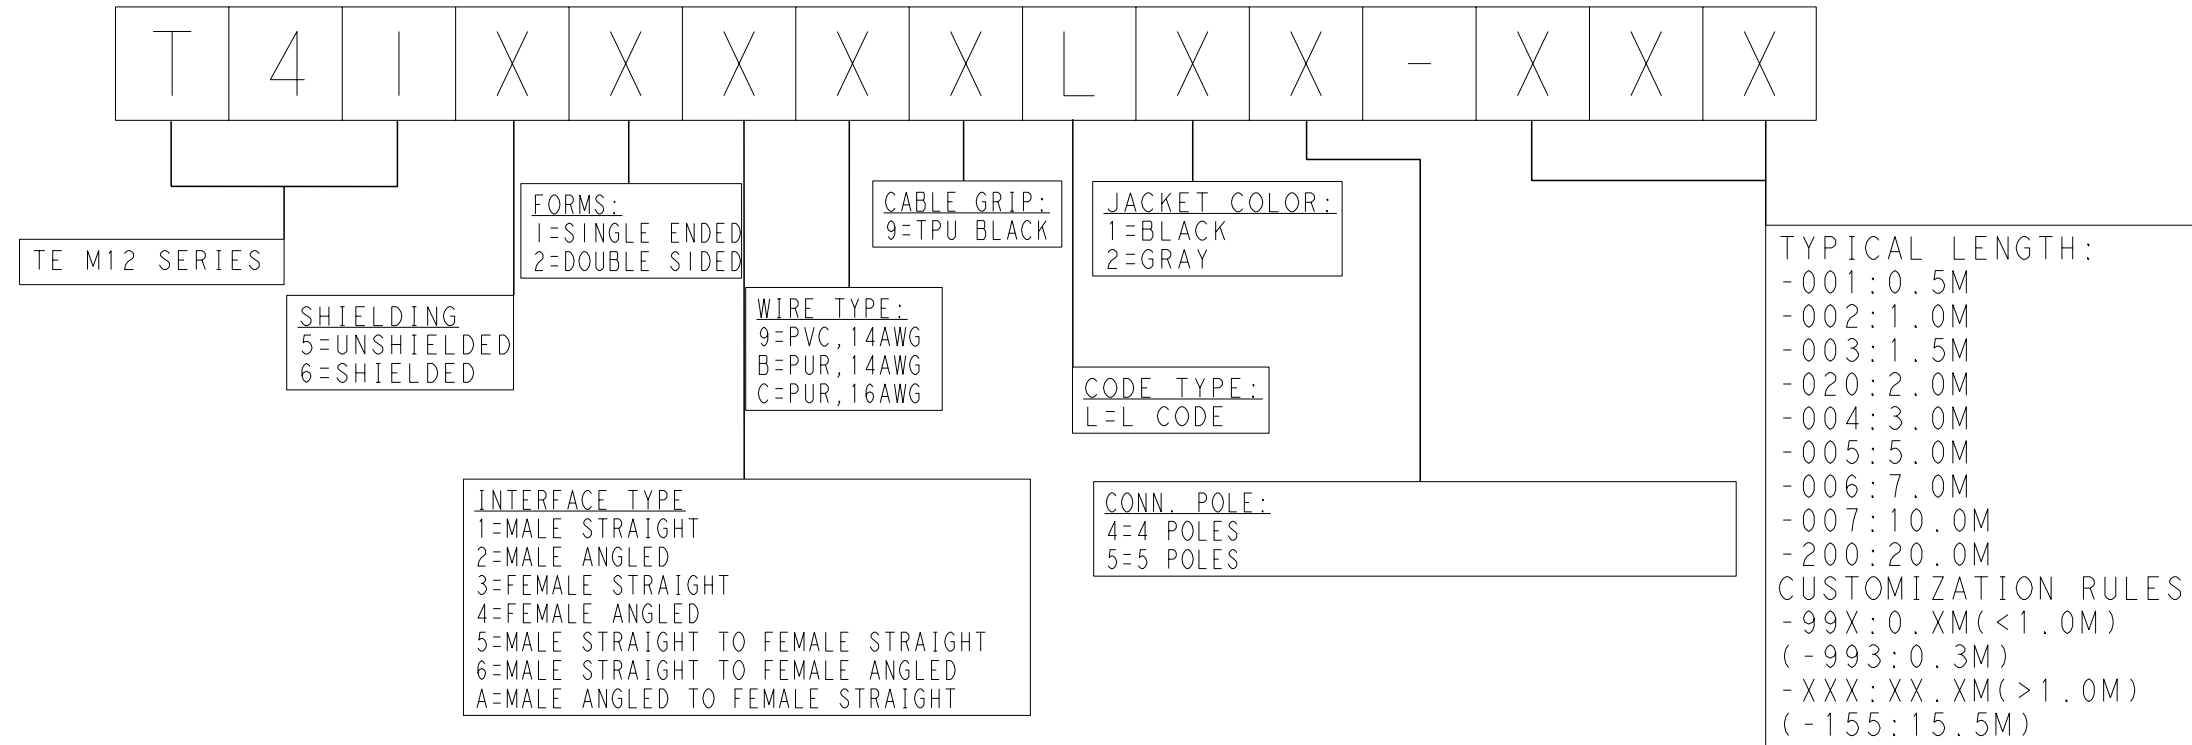 T 4 1 X X X X X L X X - X X X
TE M12 SERIES
SHIELDING
5=UNSHIELDED
6=SHIELDED
FORMS:
1=SINGLE ENDED
2=DOUBLE SIDED
INTERFACE TYPE
1=MALE STRAIGHT
2=MALE ANGLED
3=FEMALE STRAIGHT
4=FEMALE ANGLED
5=MALE STRAIGHT TO FEMALE STRAIGHT
6=MALE STRAIGHT TO FEMALE ANGLED
A=MALE ANGLED TO FEMALE STRAIGHT
WIRE TYPE:
9=PVC,14AWG
B=PUR,14AWG
C=PUR,16AWG
CABLE GRIP:
9=TPU BLACK
CODE TYPE:
L=L CODE
JACKET COLOR:
1=BLACK
2=GRAY
CONN. POLE:
4=4 POLES
5=5 POLES
TYPICAL LENGTH:
-001:0.5M
-002:1.0M
-003:1.5M
-020:2.0M
-004:3.0M
-005:5.0M
-006:7.0M
-007:10.0M
-200:20.0M
CUSTOMIZATION RULES
-99X:0.XM(<1.0M)
(-993:0.3M)
-XXX:XX.XM(>1.0M)
(-155:15.5M)